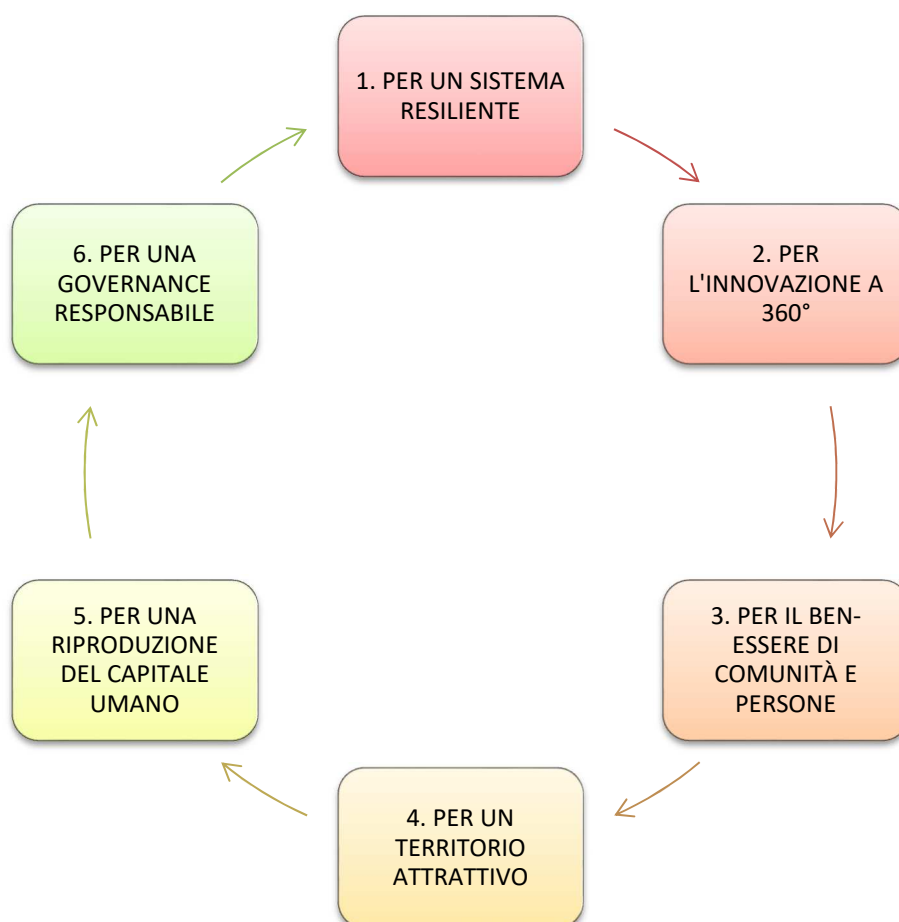 1. PER UN SISTEMA
RESILIENTE
2. PER
L'INNOVAZIONE A
360°
3. PER IL BEN-
ESSERE DI
COMUNITÀ E
PERSONE
4. PER UN
TERRITORIO
ATTRATTIVO
5. PER UNA
RIPRODUZIONE
DEL CAPITALE
UMANO
6. PER UNA
GOVERNANCE
RESPONSABILE